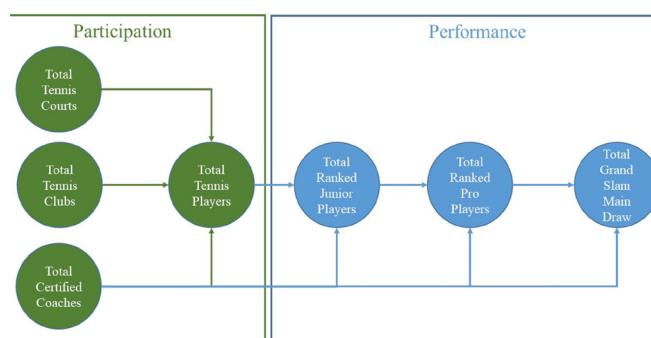 Participation
Performance
Total
Tennis
Courts
Total
Tennis
Clubs
Total
Tennis
Players
Total
Ranked
Junior
Players
Total
Ranked
Pro
Players
Total
Grand
Slam
Main
Draw
Total
Certified
Coaches